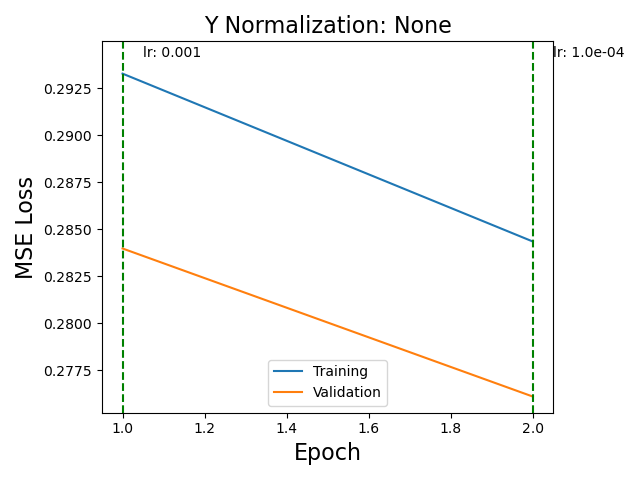 Y Normalization: None
lr: 0.001
lr: 1.0e-04
MSE Loss
0.2925
0.2900
0.2875
0.2850
0.2825
0.2800
0.2775
Training
Validation
1.0 1.2 1.4 1.6 1.8 2.0
Epoch